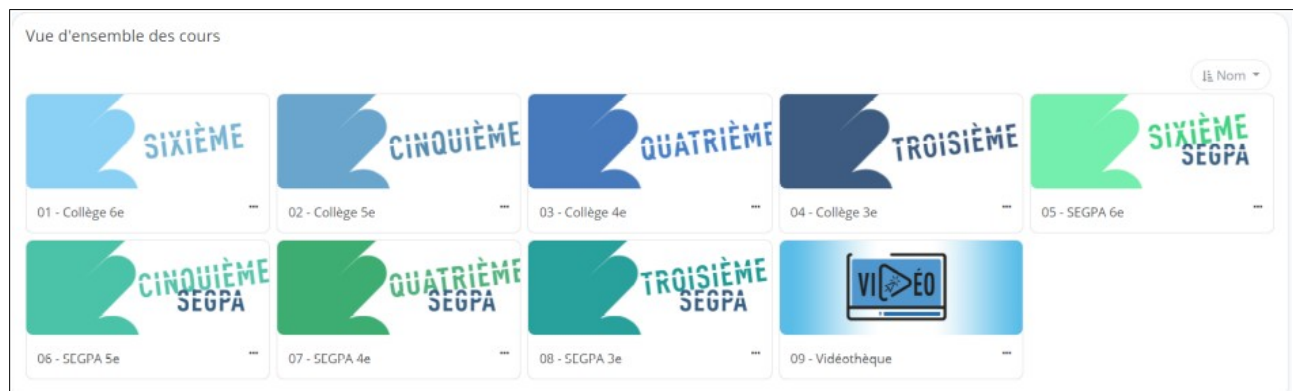 Vue d'ensemble des cours
Nom
SIXIÈME
CINQUIÈME
QUATRIÈME
TROISIÈME
SIXIÈME
SEGPA
01 - Collège 6e
02 - Collège 5e
03 - Collège 4e
04 - Collège 3e
05 - SEGPA 6e
CINQUIÈME
SEGPA
QUATRIÈME
SEGPA
TROISIÈME
SEGPA
VIDÉO
06 - SEGPA 5e
07 - SEGPA 4e
08 - SEGPA 3e
09 - Vidéothèque